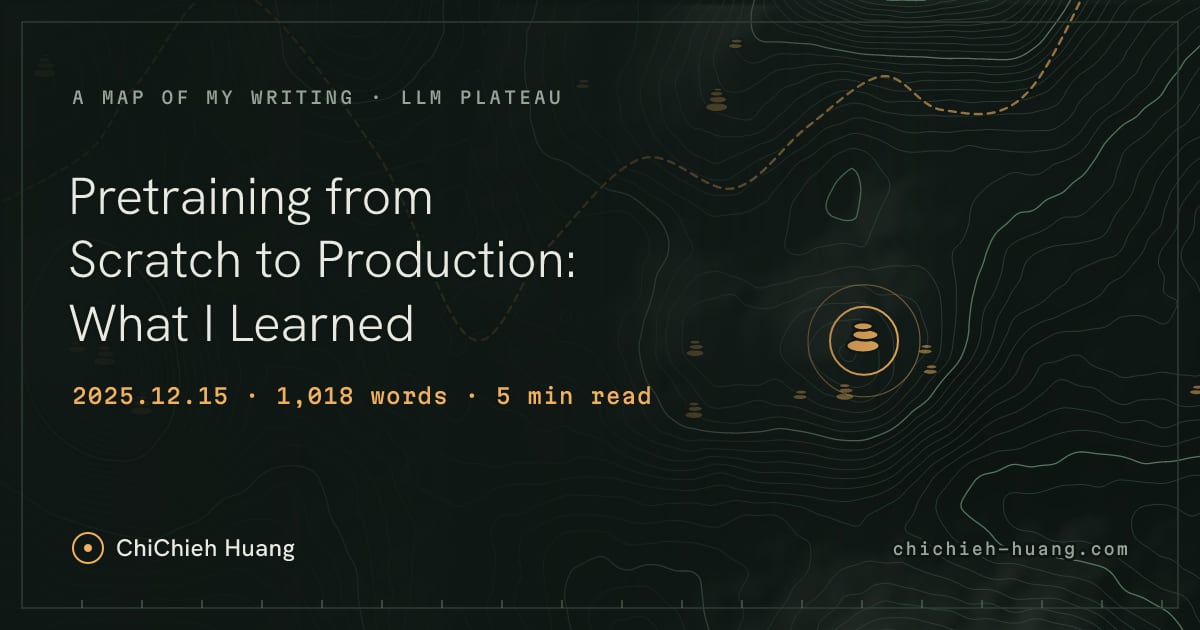 A MAP OF MY WRITING · LLM PLATEAU
Pretraining from
Scratch to Production:
What I Learned
2025.12.15 · 1,018 words · 5 min read
ChiChieh Huang
chichieh-huang.com